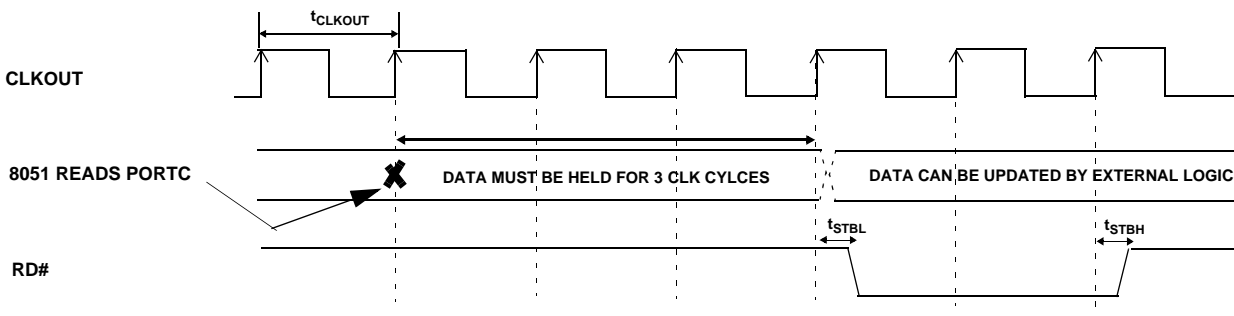 tCLKOUT
CLKOUT
8051 READS PORTC
DATA MUST BE HELD FOR 3 CLK CYLCES
DATA CAN BE UPDATED BY EXTERNAL LOGIC
tSTBL
tSTBH
RD#